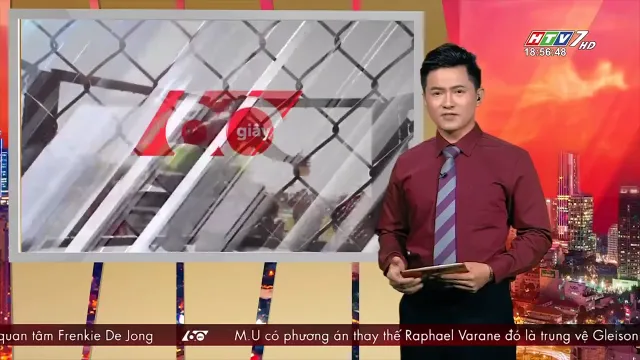 HTV7 HD
18:56:48
60
giây
quan tâm Frenkie De Jong 60 M.U có phương án thay thế Raphael Varane đó là trung vệ Gleison